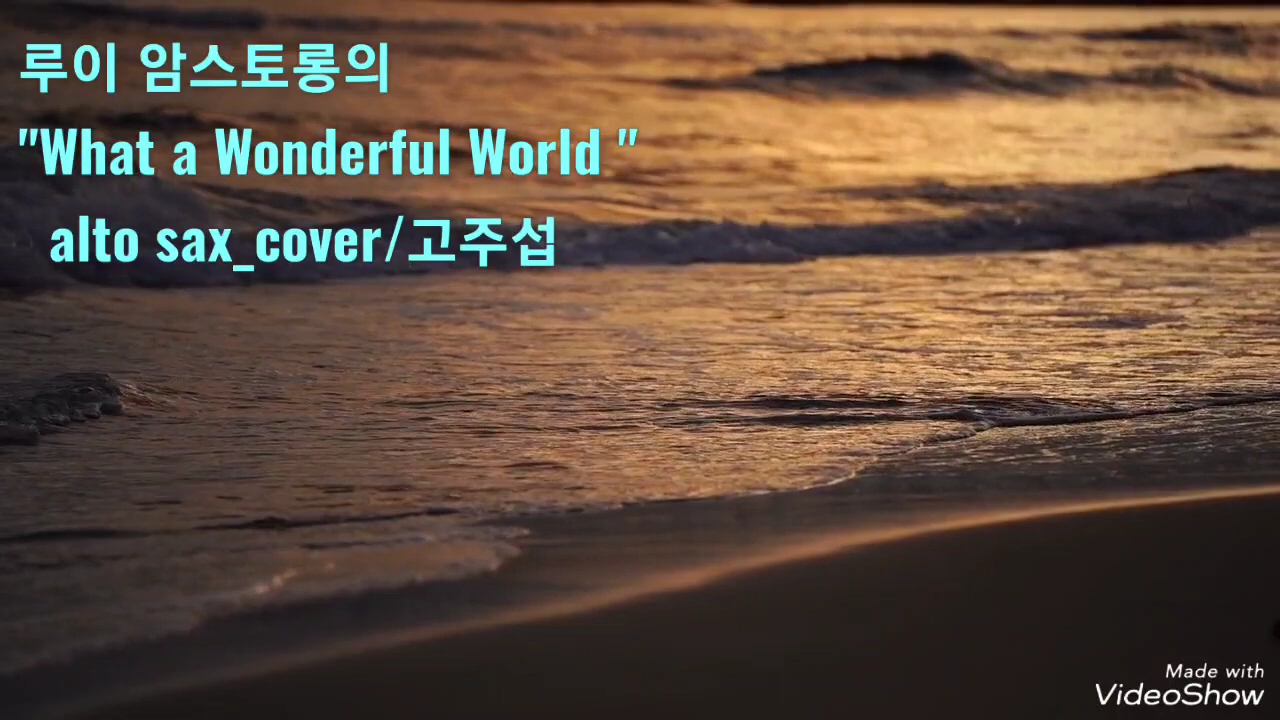 루이 암스토롱의
"What a Wonderful World "
alto sax_cover/고주섭
Made with
VideoShow